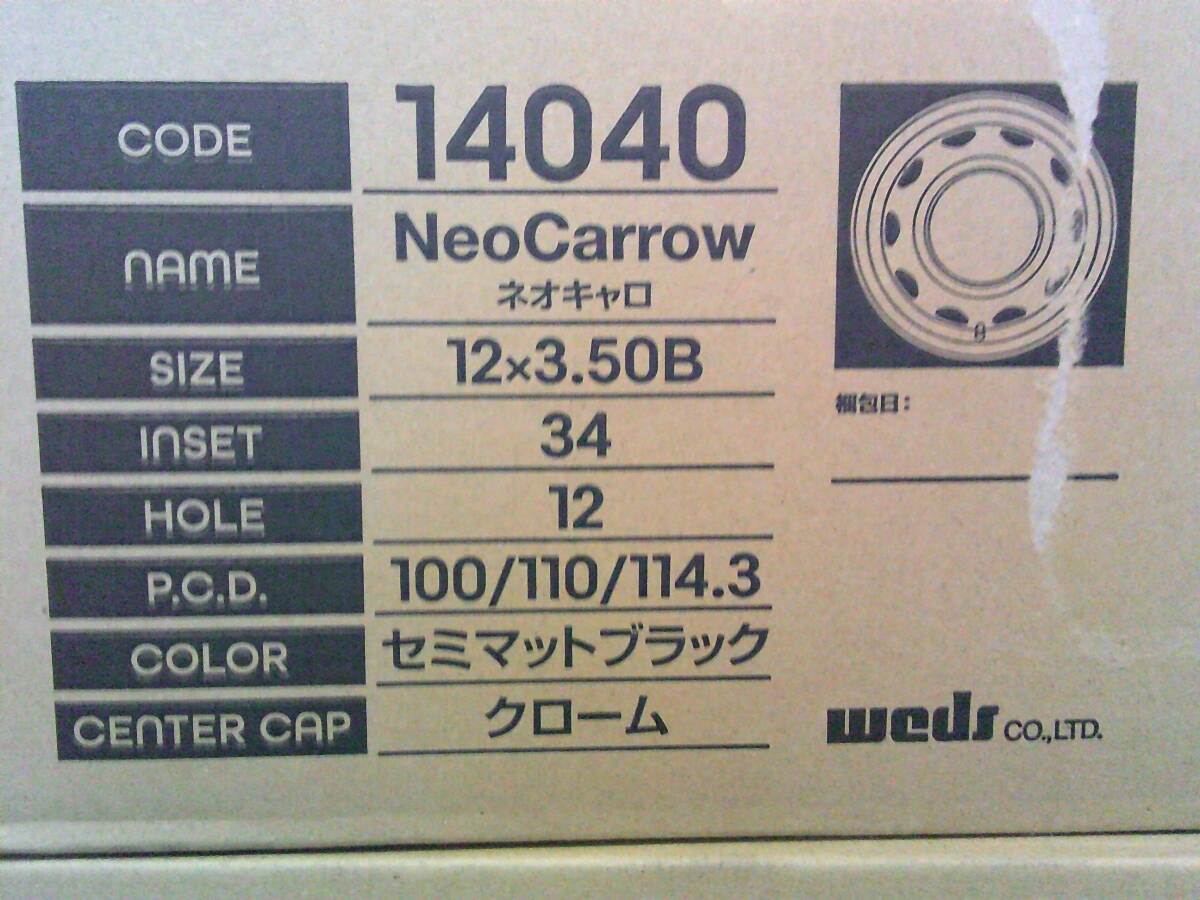 CODE 14040
NAME NeoCarrow
ネオキャロ
SIZE 12×3.50B
INSET 34
HOLE 12
P.C.D. 100/110/114.3
COLOR セミマットブラック
CENTER CAP クローム
梱包日:
weds CO.,LTD.